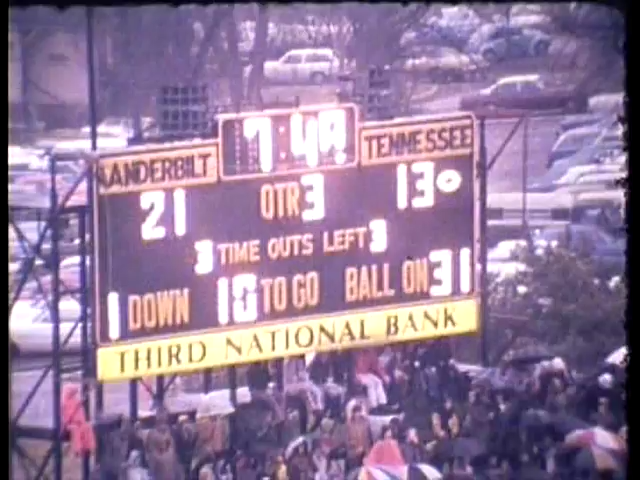 7:49
VANDERBILT TENNESSEE
21 QTR 3 13
3 TIME OUTS LEFT 3
1 DOWN 10 TO GO BALL ON 31
THIRD NATIONAL BANK